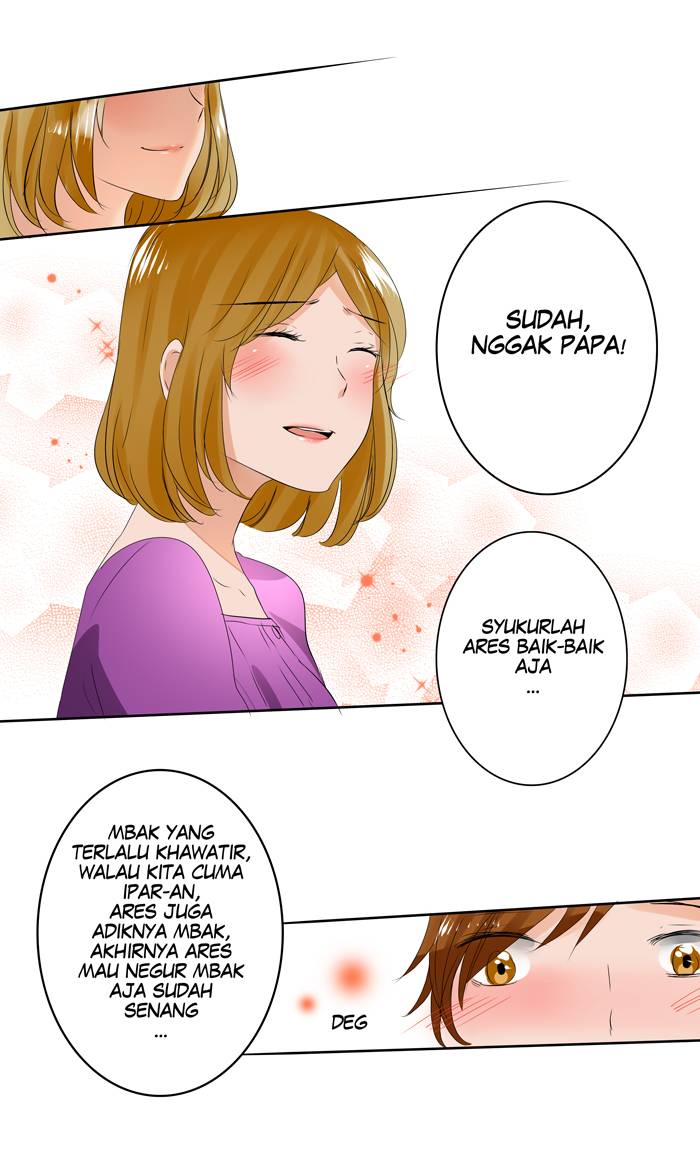 SUDAH,
NGGAK PAPA!
SYUKURLAH
ARES BAIK-BAIK
AJA
...
MBAK YANG
TERLALU KHAWATIR,
WALAU KITA CUMA
IPAR-AN,
ARES JUGA
ADIKNYA MBAK,
AKHIRNYA ARES
MAU NEGUR MBAK
AJA SUDAH
SENANG
...
DEG